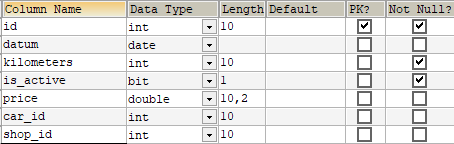 Column Name Data Type Length Default PK? Not Null?
id int 10
datum date
kilometers int 10
is_active bit 1
price double 10,2
car_id int 10
shop_id int 10